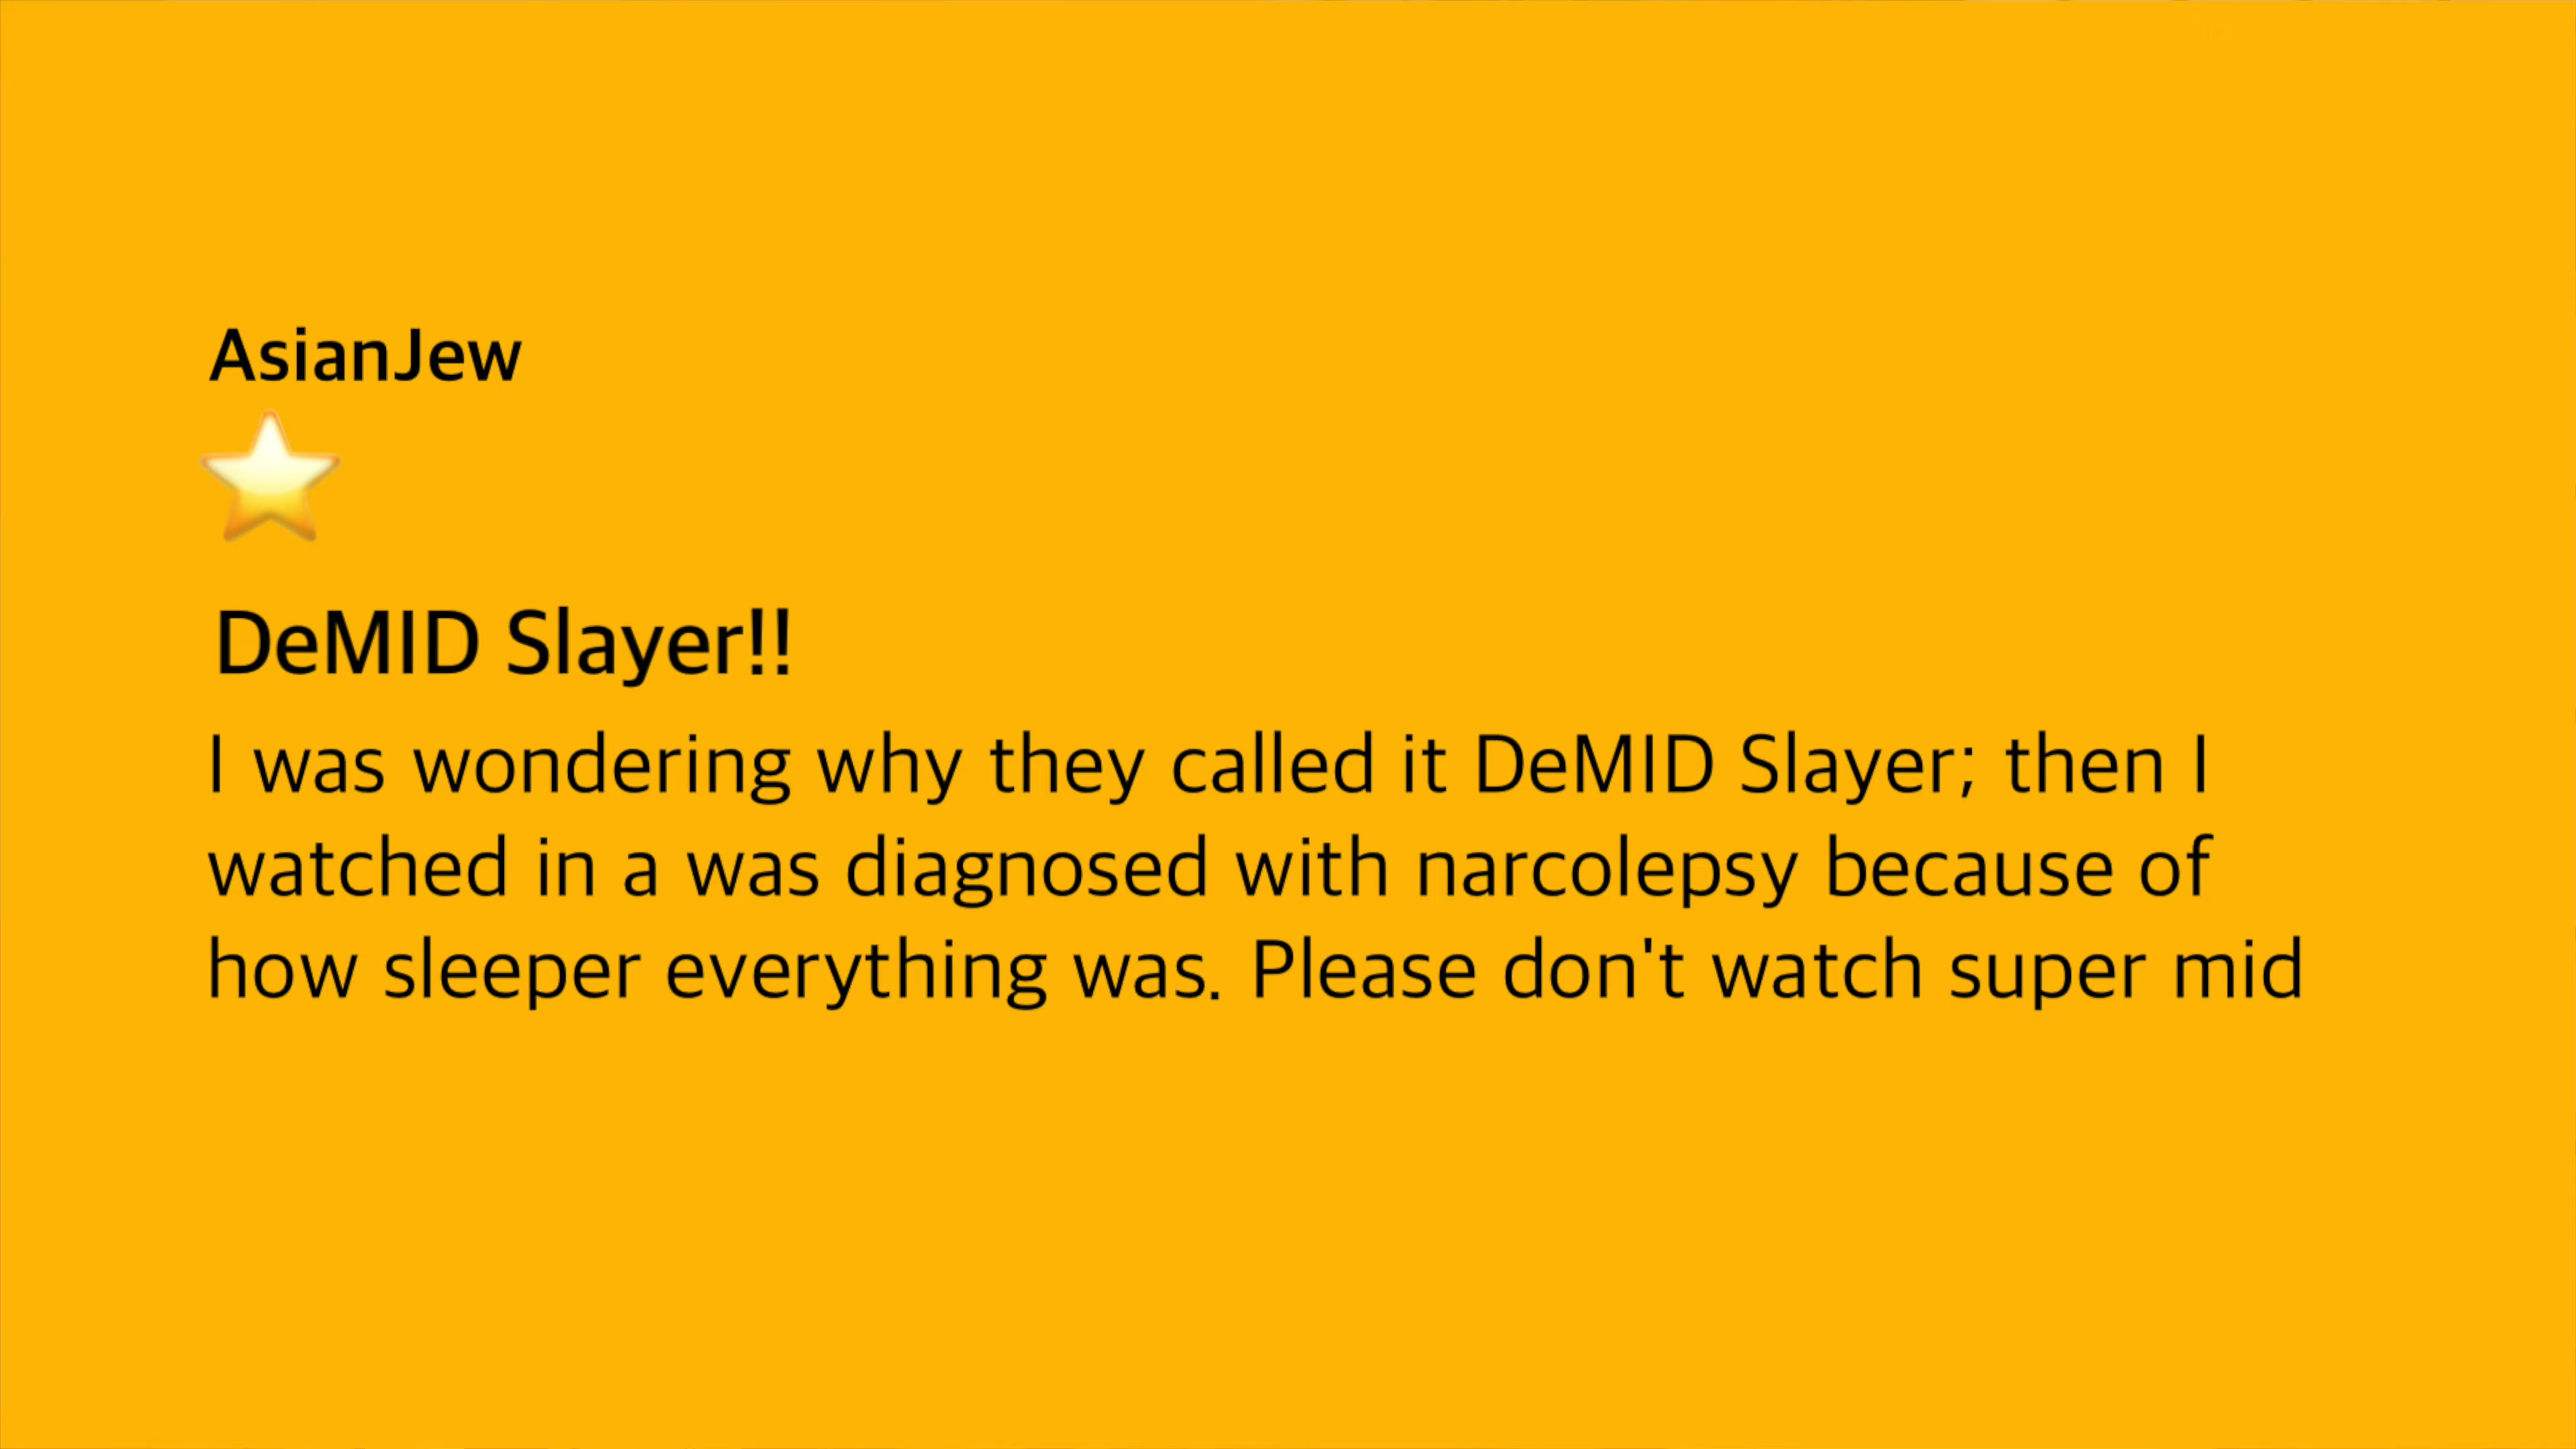 AsianJew
DeMID Slayer!!
I was wondering why they called it DeMID Slayer; then I
watched in a was diagnosed with narcolepsy because of
how sleeper everything was. Please don't watch super mid